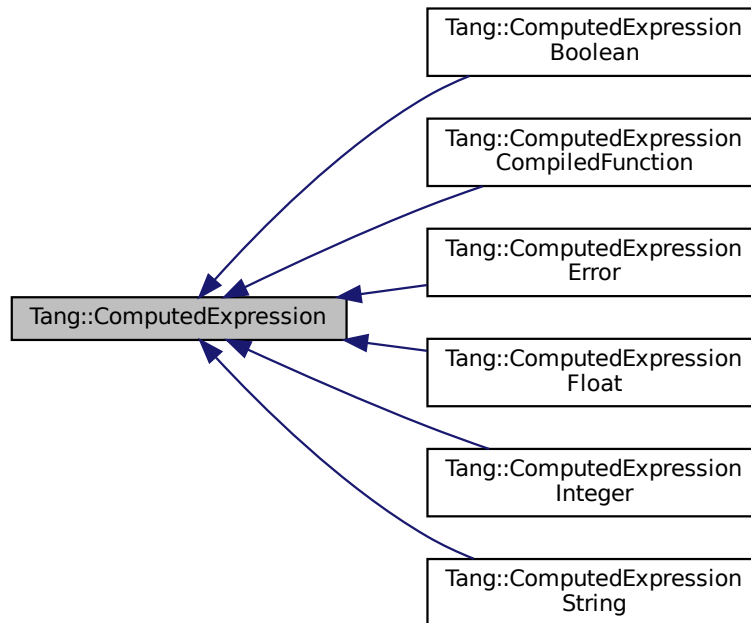 Tang::ComputedExpression
Boolean
Tang::ComputedExpression
CompiledFunction
Tang::ComputedExpression
Error
Tang::ComputedExpression
Tang::ComputedExpression
Float
Tang::ComputedExpression
Integer
Tang::ComputedExpression
String